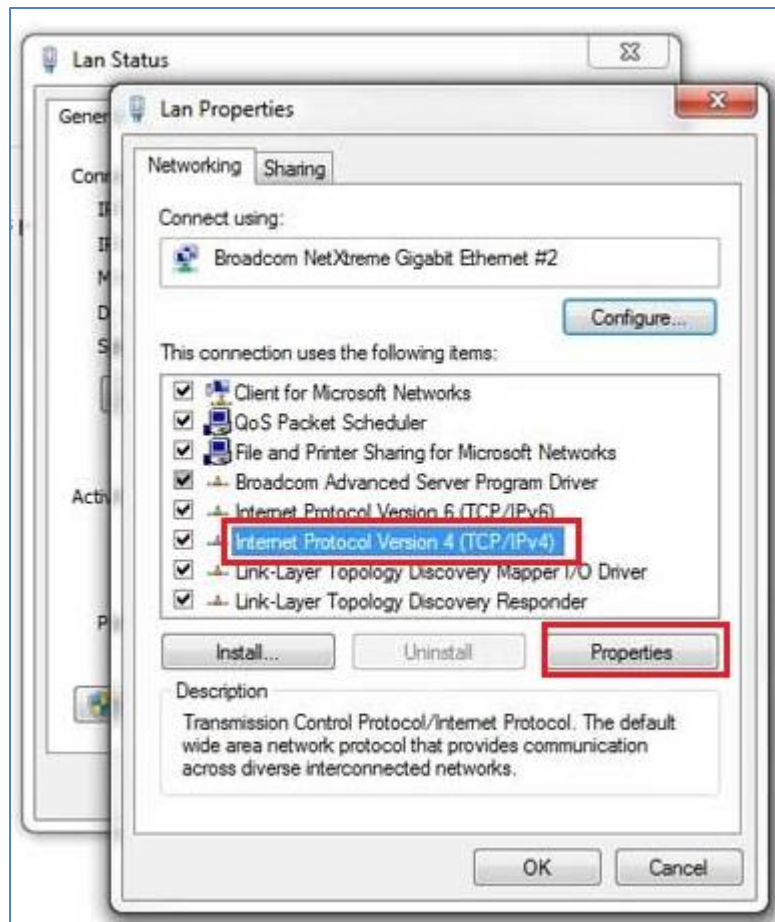 Lan Status
Lan Properties
Gener
Networking
Sharing
Conn
Connect using:
Broadcom NetXtreme Gigabit Ethernet #2
Configure...
This connection uses the following items:
Client for Microsoft Networks
QoS Packet Scheduler
File and Printer Sharing for Microsoft Networks
Broadcom Advanced Server Program Driver
Internet Protocol Version 6 (TCP/IPv6)
Internet Protocol Version 4 (TCP/IPv4)
Link-Layer Topology Discovery Mapper I/O Driver
Link-Layer Topology Discovery Responder
Install...
Uninstall
Properties
Description
Transmission Control Protocol/Internet Protocol. The default
wide area network protocol that provides communication
across diverse interconnected networks.
OK
Cancel